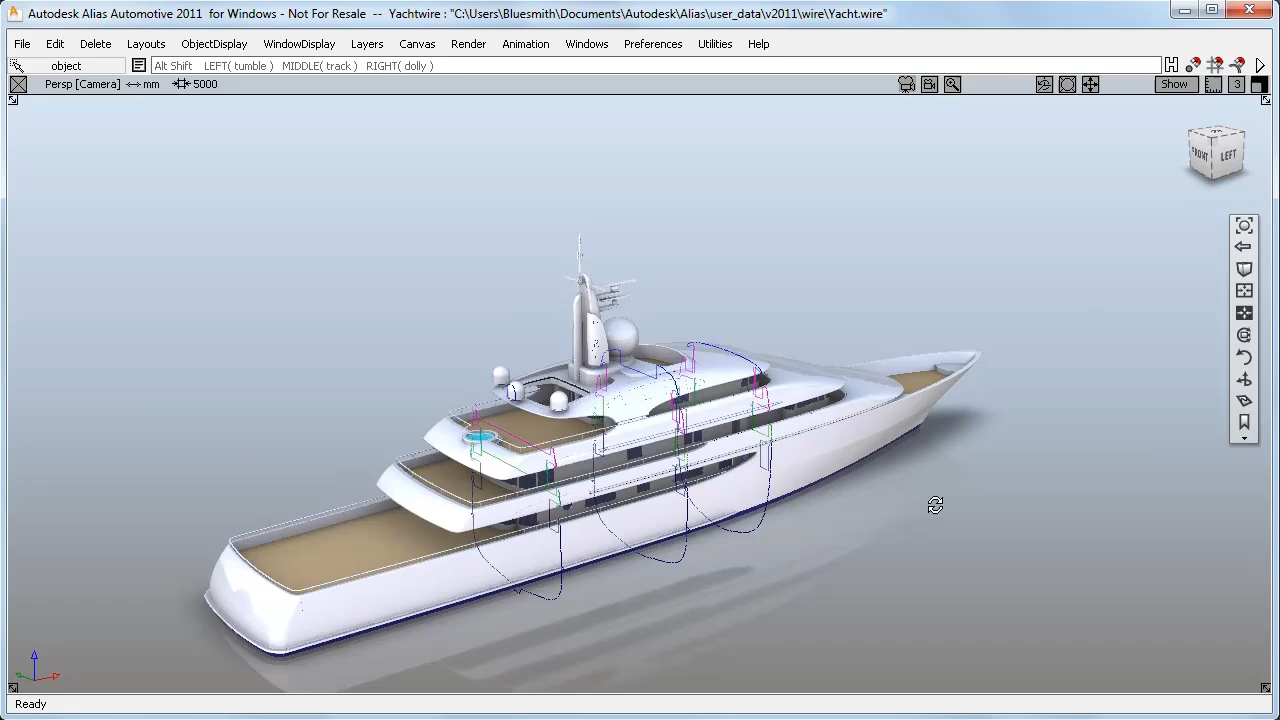 Autodesk Alias Automotive 2011 for Windows - Not For Resale -- Yachtwire : "C:\Users\Bluesmith\Documents\Autodesk\Alias\user_data\v2011\wire\Yacht.wire"
File Edit Delete Layouts ObjectDisplay WindowDisplay Layers Canvas Render Animation Windows Preferences Utilities Help
object Alt Shift LEFT( tumble ) MIDDLE( track ) RIGHT( dolly )
Persp [Camera] mm 5000 Show 3
FRONT LEFT
Ready